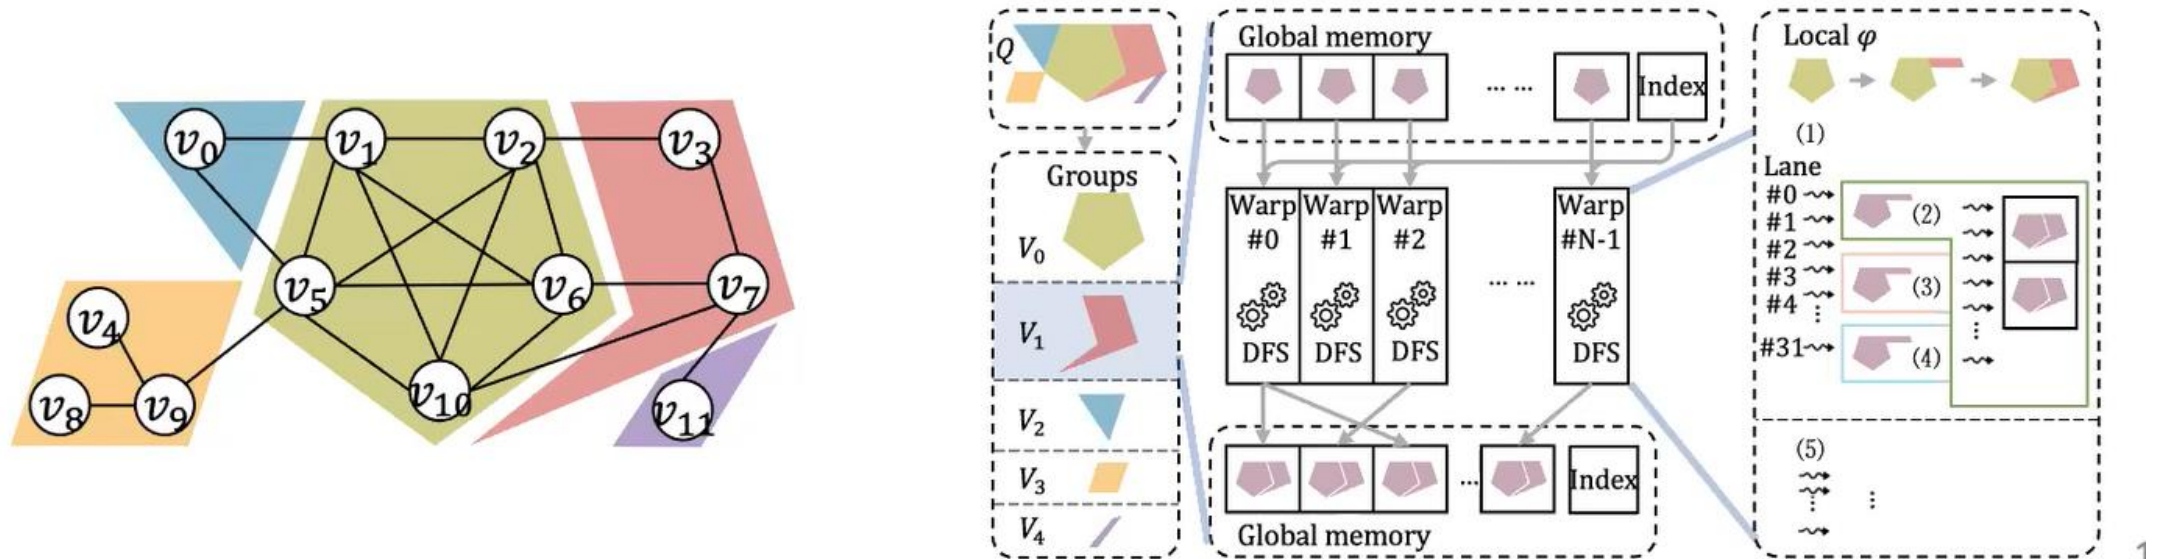 v0 v1 v2 v3
v5 v6 v7
v4
v8 v9 v10 v11
Q
Groups
V0
V1
V2
V3
V4
Global memory
... ... Index
Warp Warp Warp Warp
#0 #1 #2 #N-1
... ...
DFS DFS DFS DFS
... Index
Global memory
Local φ
(1)
Lane
#0
#1
#2
#3
#4
⋮
#31
(2)
(3)
(4)
⋮
(5)
⋮ ⋮
1